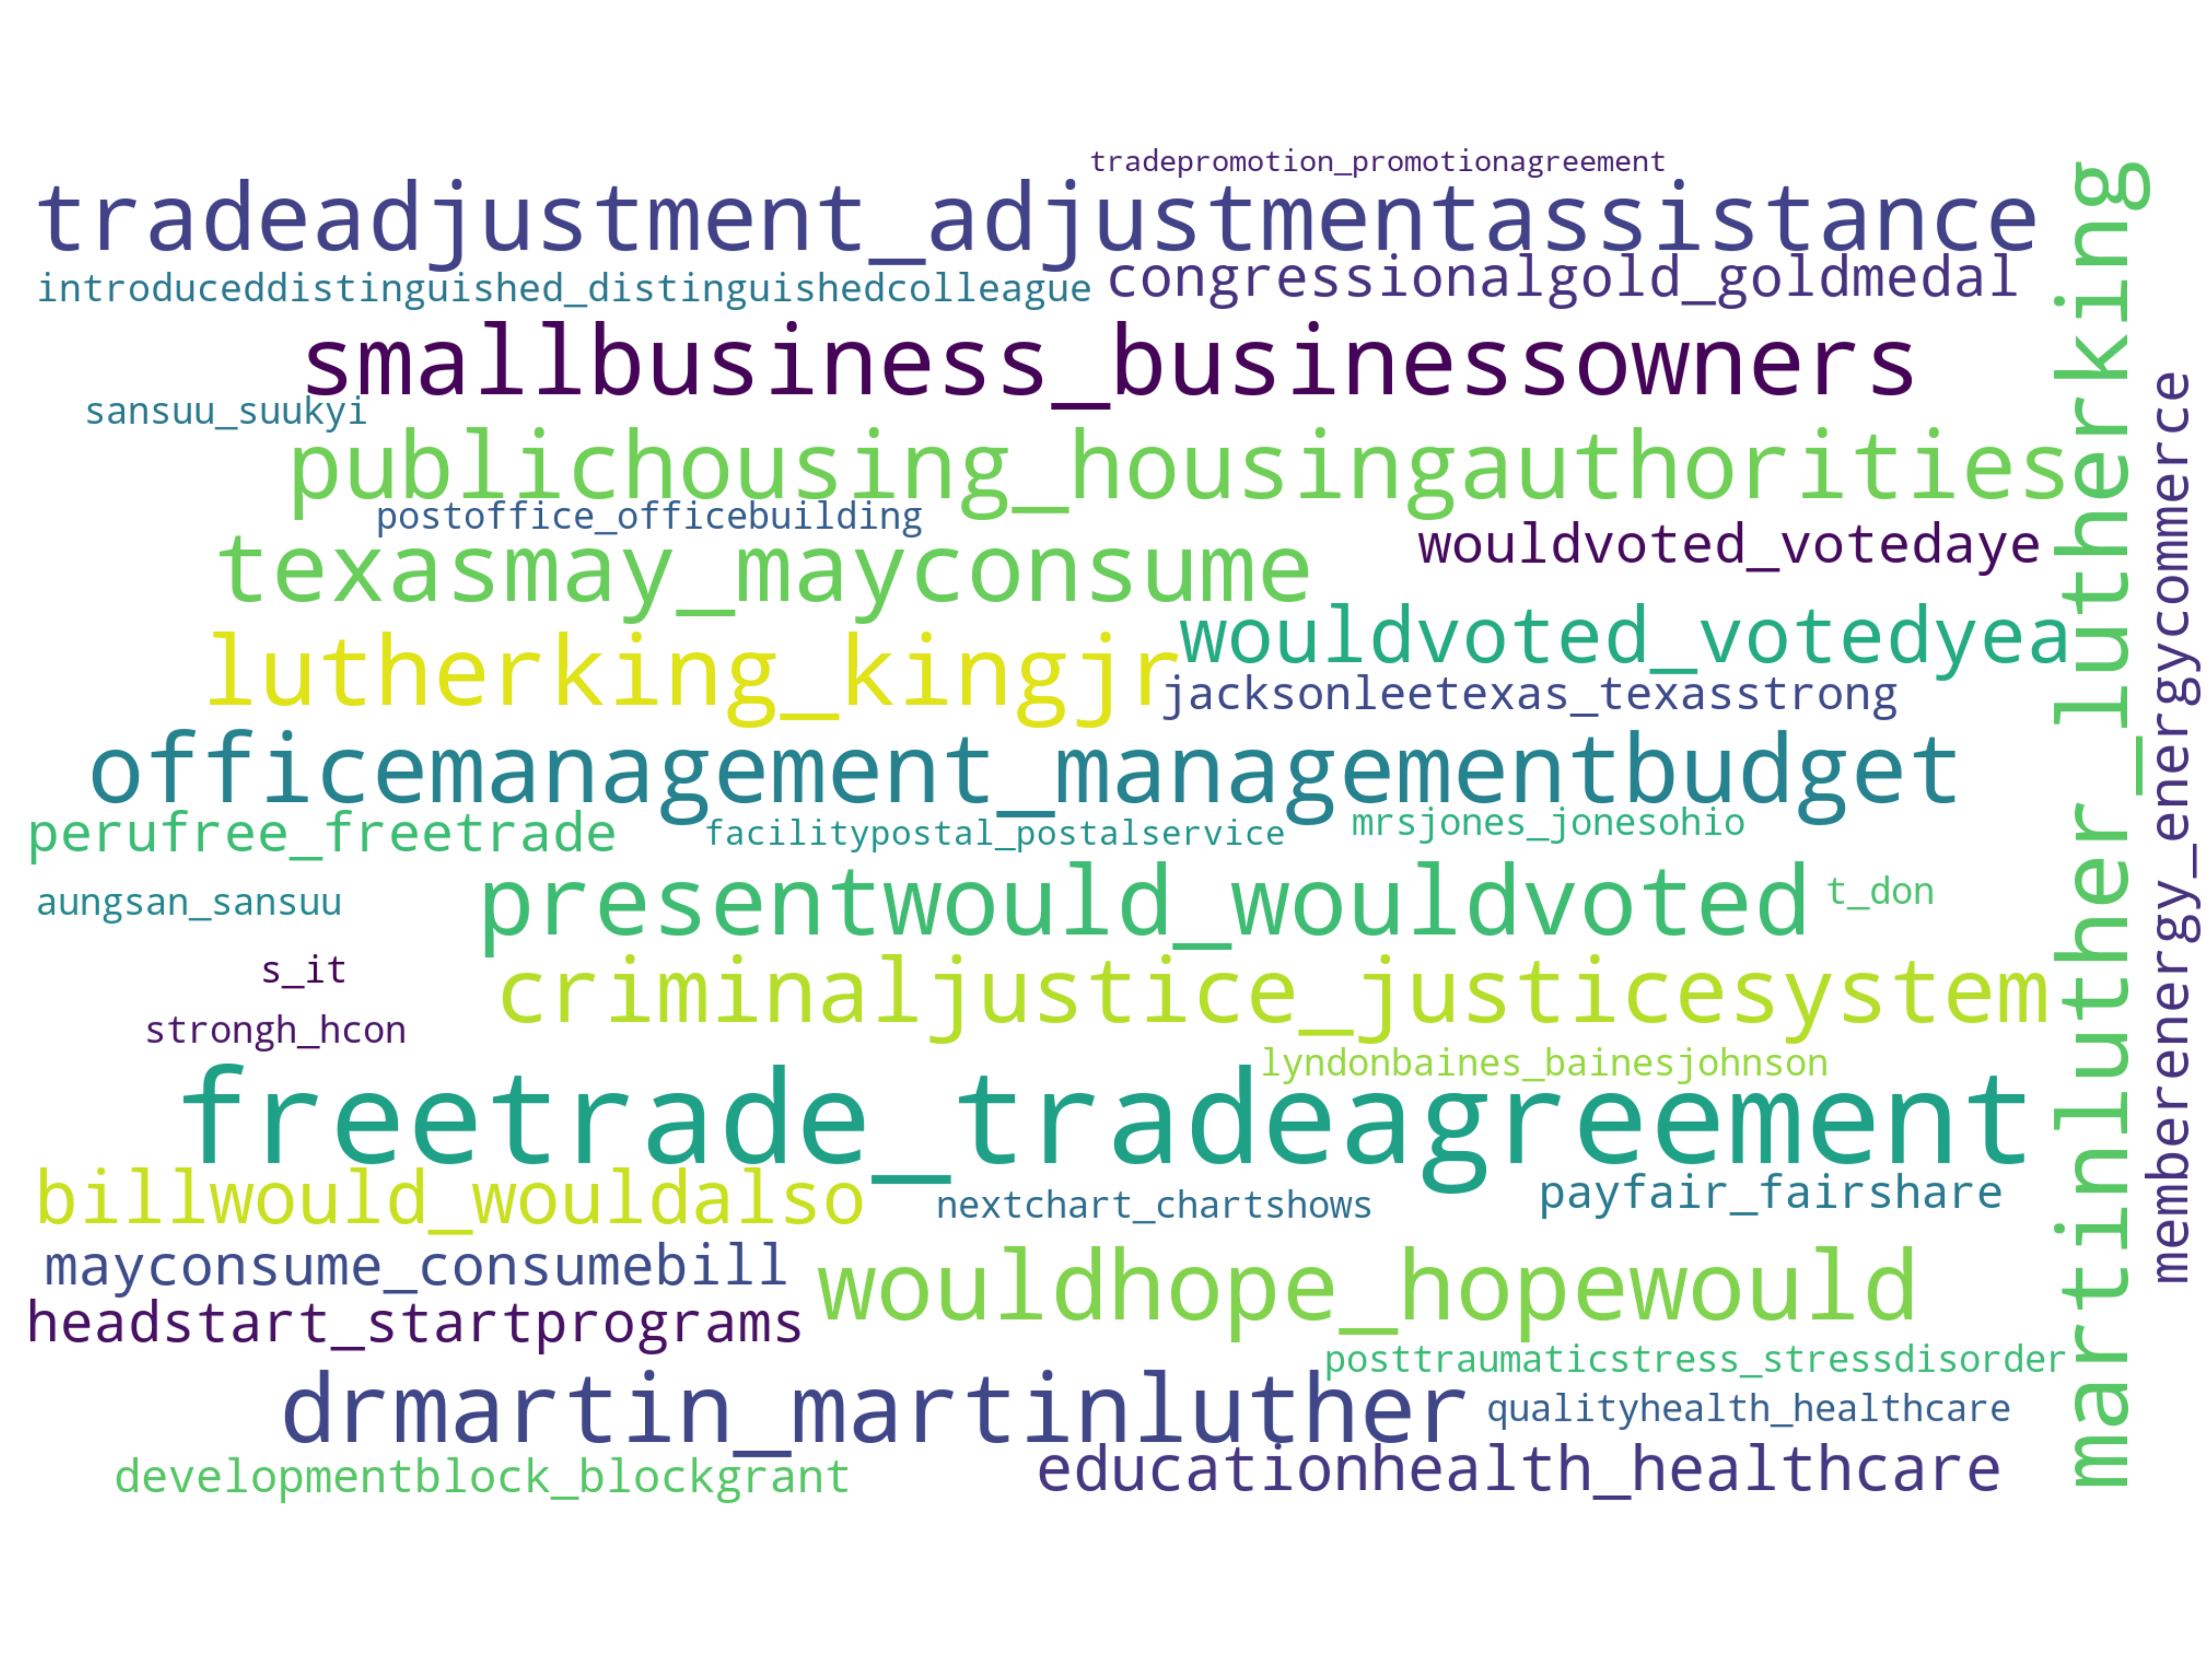 tradepromotion_promotionagreement
tradeadjustment_adjustmentassistance
introduceddistinguished_distinguishedcolleague
congressionalgold_goldmedal
smallbusiness_businessowners
sansuu_suukyi
publichousing_housingauthorities
postoffice_officebuilding
texasmay_mayconsume
wouldvoted_votedaye
lutherking_kingjr
wouldvoted_votedyea
jacksonleetexas_texasstrong
officemanagement_managementbudget
perufree_freetrade
facilitypostal_postalservice
mrsjones_jonesohio
aungsan_sansuu
presentwould_wouldvoted
t_don
s_it
criminaljustice_justicesystem
strongh_hcon
lyndonbaines_bainesjohnson
freetrade_tradeagreement
billwould_wouldalso
nextchart_chartshows
payfair_fairshare
mayconsume_consumebill
wouldhope_hopewould
headstart_startprograms
posttraumaticstress_stressdisorder
drmartin_martinluther
qualityhealth_healthcare
developmentblock_blockgrant
educationhealth_healthcare
martinluther_lutherking
memberenergy_energycommerce